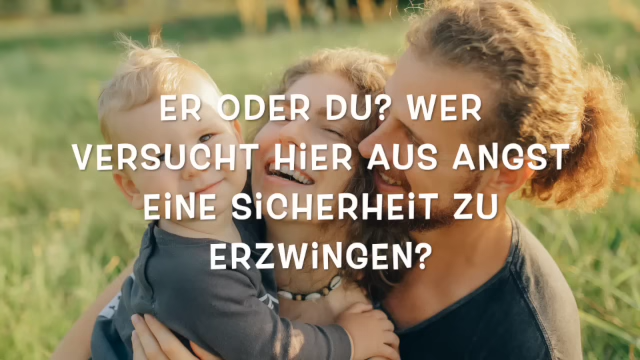 ER ODER DU? WER
VERSUCHT HIER AUS ANGST
EINE SICHERHEIT ZU
ERZWINGEN?